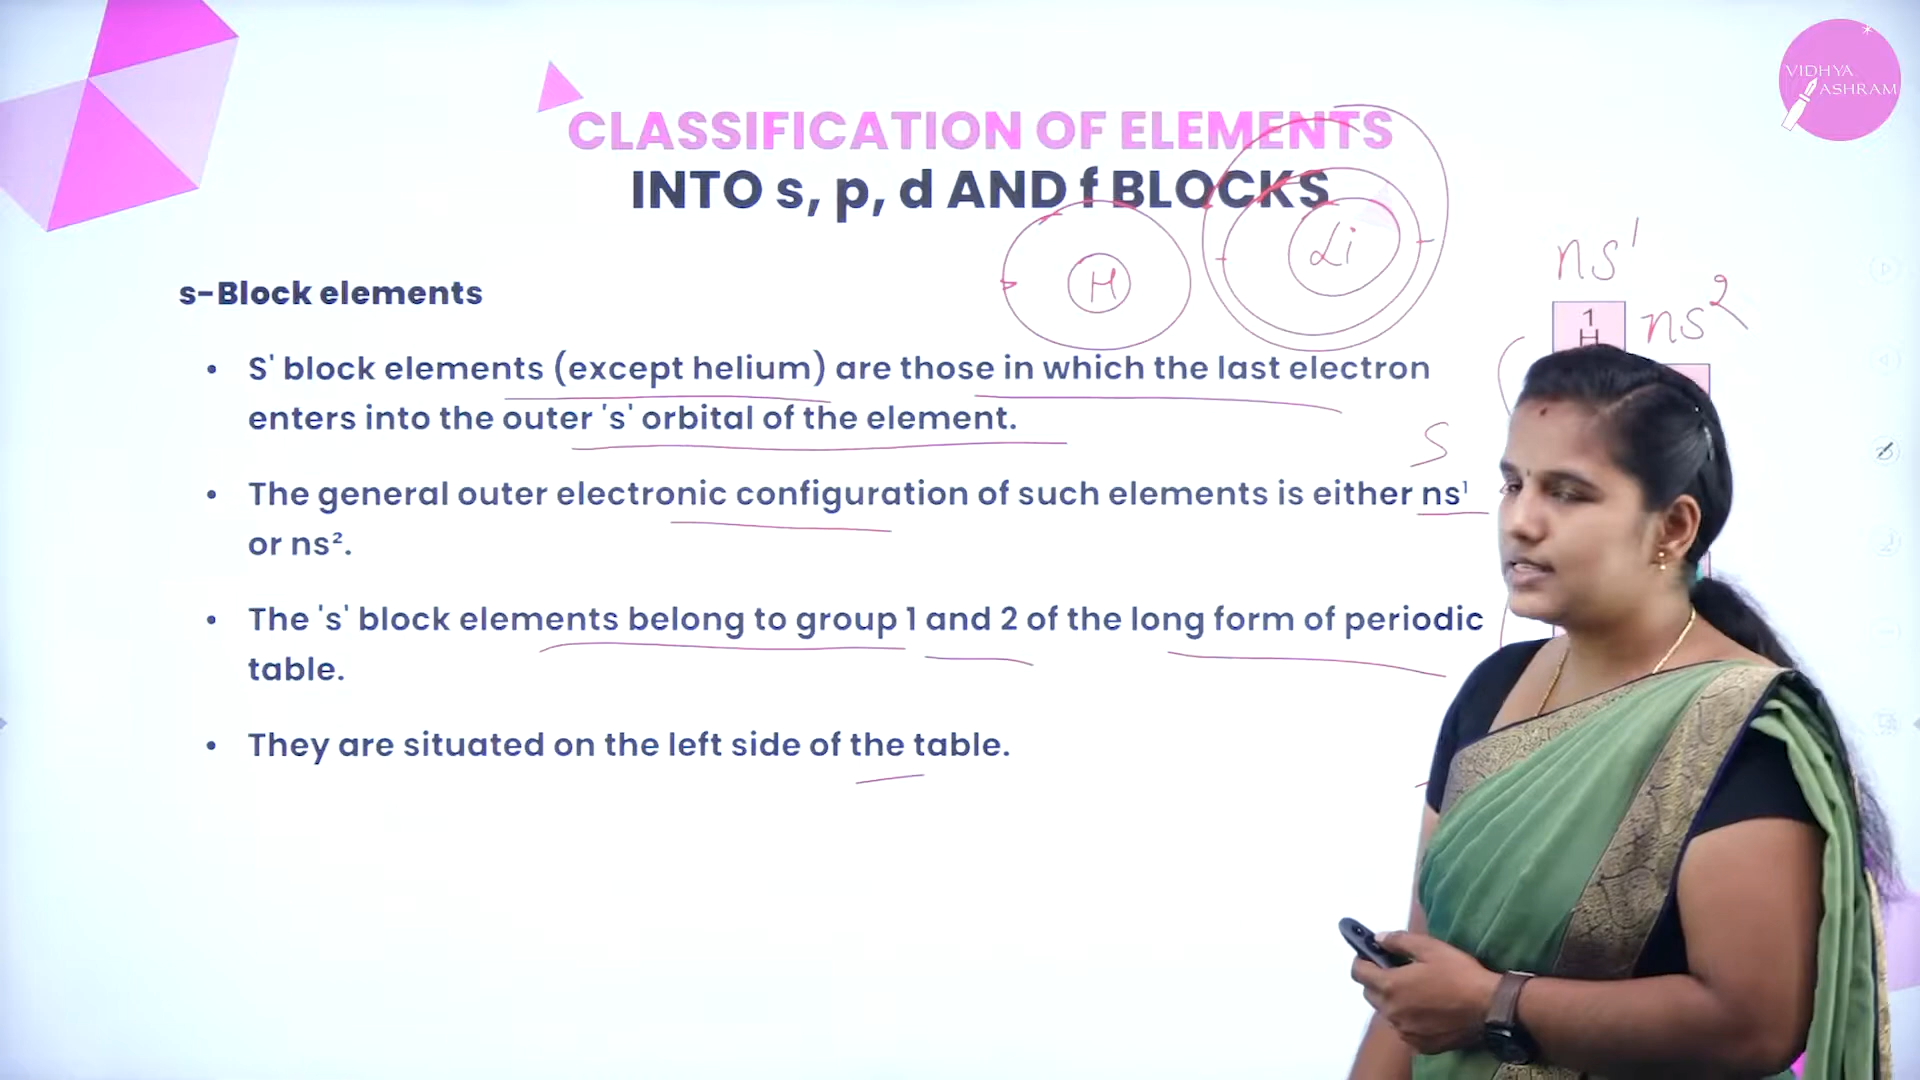 VIDHYA
ASHRAM
CLASSIFICATION OF ELEMENTS
INTO s, p, d AND f BLOCKS
H
Li
ns¹
ns²
1
H
s-Block elements
• S' block elements (except helium) are those in which the last electron
enters into the outer 's' orbital of the element.
S
• The general outer electronic configuration of such elements is either ns¹
or ns².
• The 's' block elements belong to group 1 and 2 of the long form of periodic
table.
• They are situated on the left side of the table.